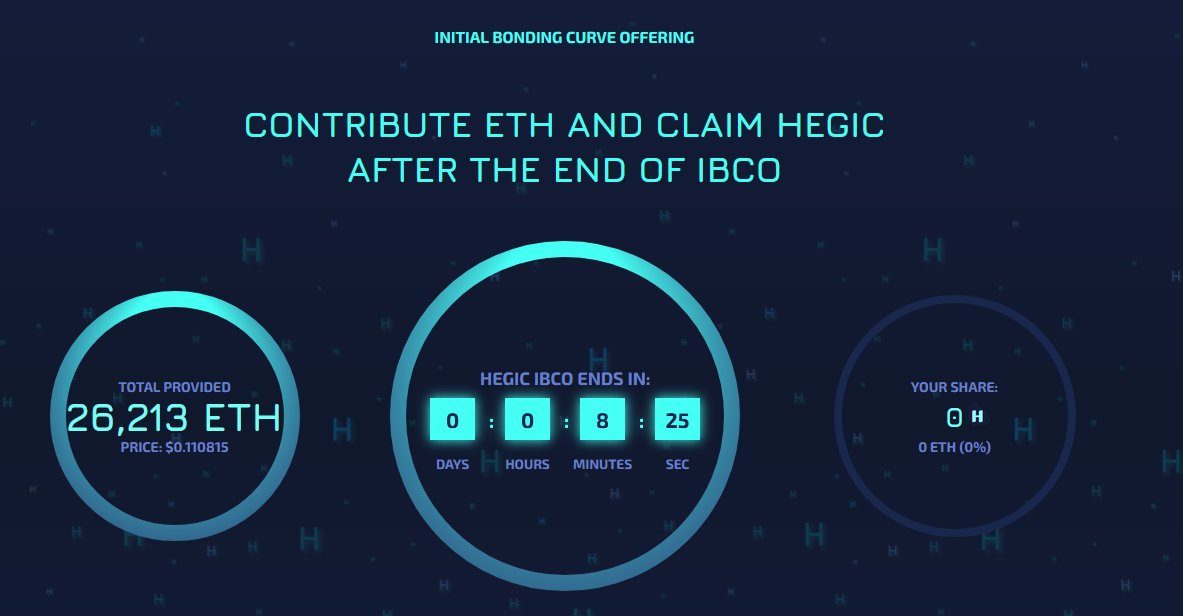 INITIAL BONDING CURVE OFFERING
CONTRIBUTE ETH AND CLAIM HEGIC
AFTER THE END OF IBCO
TOTAL PROVIDED
26,213 ETH
PRICE: $0.110815
HEGIC IBCO ENDS IN:
0 : 0 : 8 : 25
DAYS HOURS MINUTES SEC
YOUR SHARE:
0 H
0 ETH (0%)